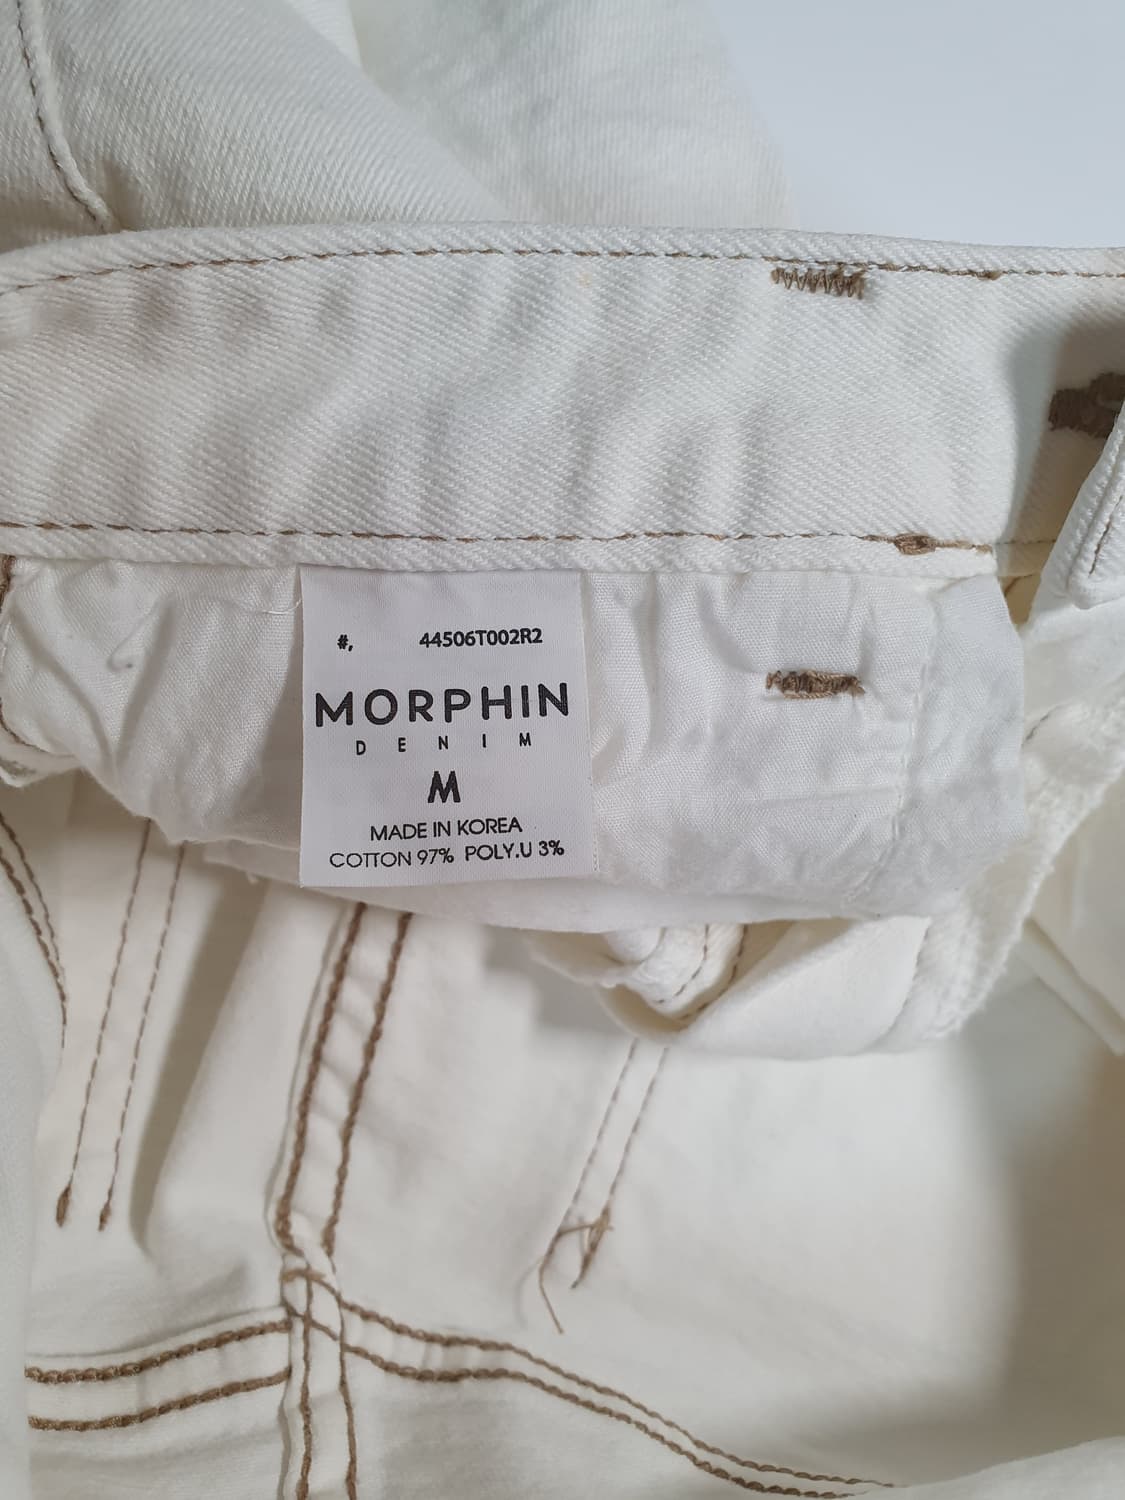 #, 44506T002R2
MORPHIN
DENIM
M
MADE IN KOREA
COTTON 97% POLY.U 3%